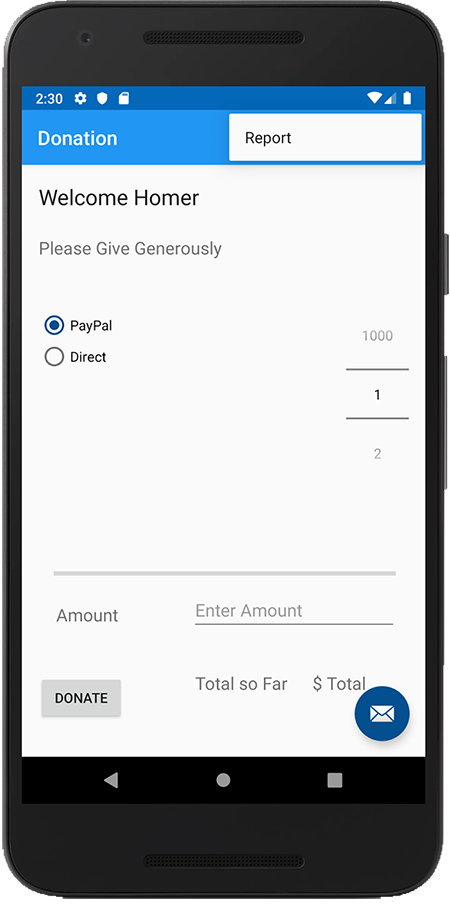 2:30
Donation
Report
Welcome Homer
Please Give Generously
PayPal
Direct
1000
1
2
Amount
Enter Amount
Total so Far
$ Total
DONATE